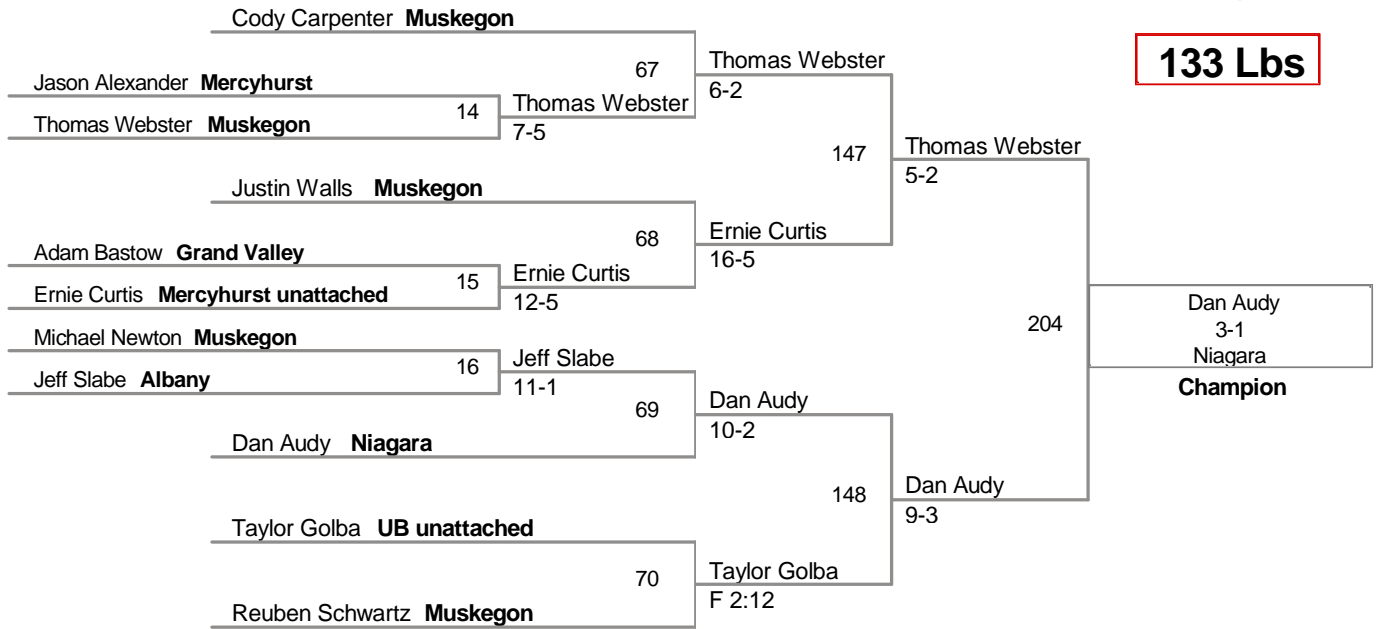 Cody Carpenter Muskegon
133 Lbs
67
Thomas Webster
6-2
Jason Alexander Mercyhurst
14
Thomas Webster
7-5
Thomas Webster Muskegon
147
Thomas Webster
5-2
Justin Walls Muskegon
68
Ernie Curtis
16-5
Adam Bastow Grand Valley
15
Ernie Curtis
12-5
Ernie Curtis Mercyhurst unattached
204
Dan Audy
3-1
Niagara
Champion
Michael Newton Muskegon
16
Jeff Slabe
11-1
Jeff Slabe Albany
69
Dan Audy
10-2
Dan Audy Niagara
148
Dan Audy
9-3
Taylor Golba UB unattached
70
Taylor Golba
F 2:12
Reuben Schwartz Muskegon